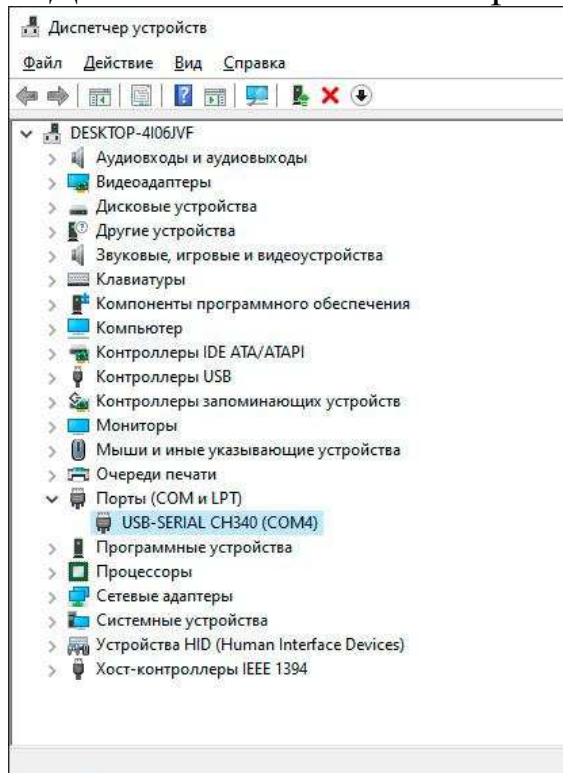 Диспетчер устройств
Файл Действие Вид Справка
DESKTOP-4I06JVF
Аудиовходы и аудиовыходы
Видеоадаптеры
Дисковые устройства
Другие устройства
Звуковые, игровые и видеоустройства
Клавиатуры
Компоненты программного обеспечения
Компьютер
Контроллеры IDE ATA/ATAPI
Контроллеры USB
Контроллеры запоминающих устройств
Мониторы
Мыши и иные указывающие устройства
Очереди печати
Порты (COM и LPT)
USB-SERIAL CH340 (COM4)
Программные устройства
Процессоры
Сетевые адаптеры
Системные устройства
Устройства HID (Human Interface Devices)
Хост-контроллеры IEEE 1394